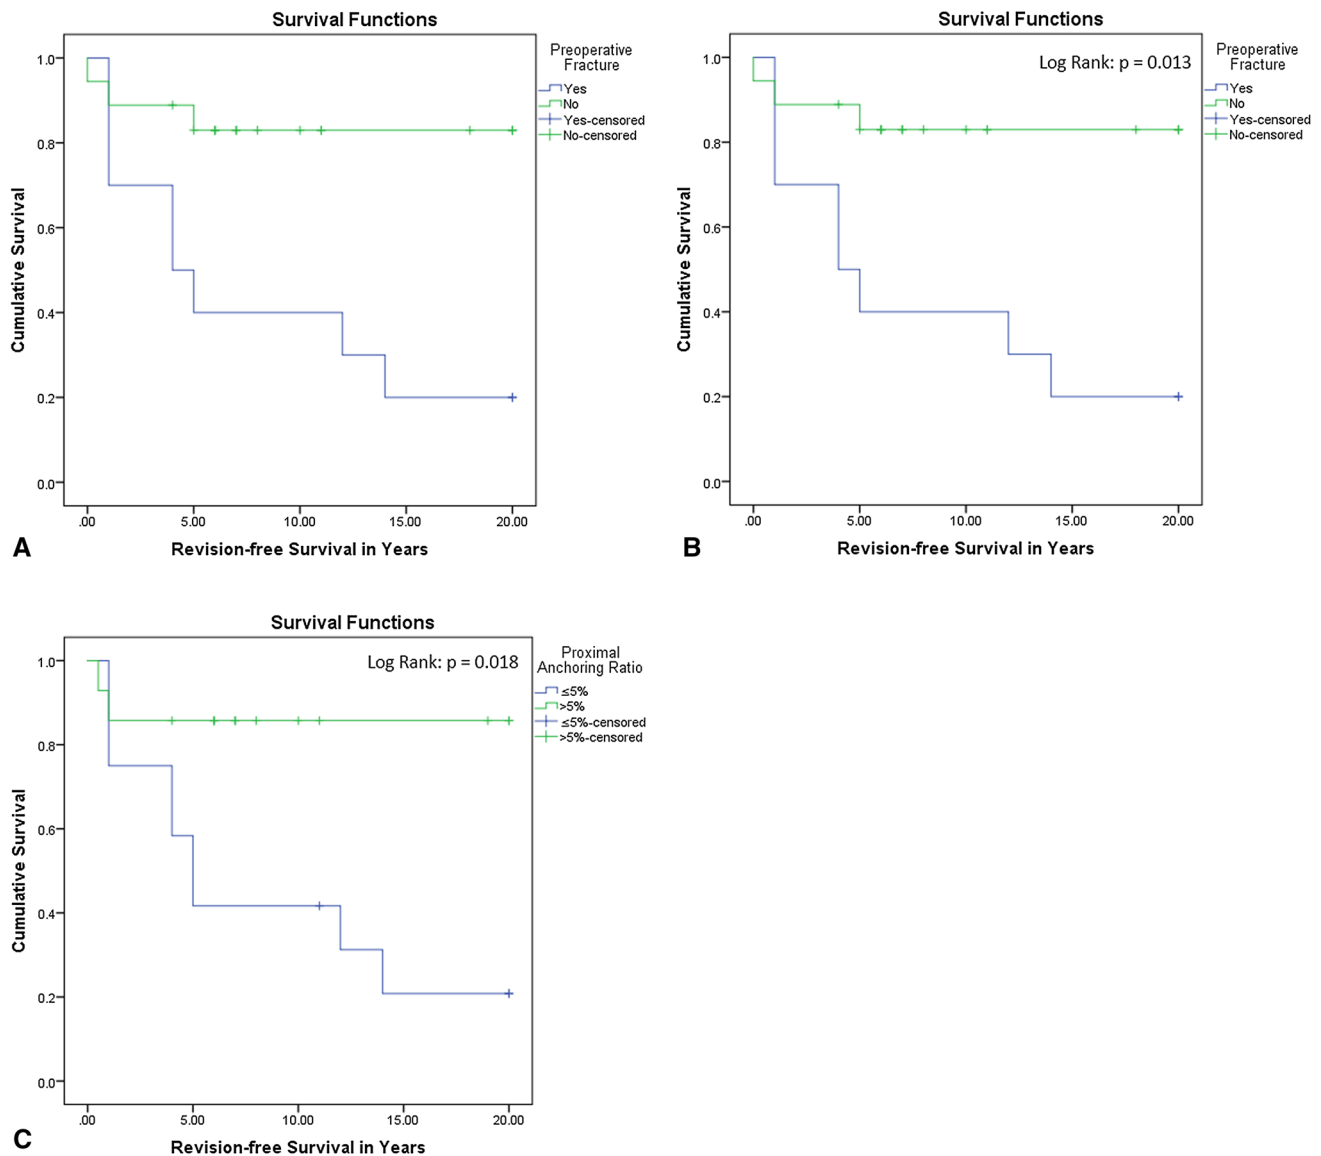 Survival Functions
Preoperative
Fracture
Yes
No
Yes-censored
No-censored
1.0
0.8
0.6
0.4
0.2
0.0
Cumulative Survival
.00 5.00 10.00 15.00 20.00
Revision-free Survival in Years
A
Survival Functions
Log Rank: p = 0.013
Preoperative
Fracture
Yes
No
Yes-censored
No-censored
1.0
0.8
0.6
0.4
0.2
0.0
Cumulative Survival
.00 5.00 10.00 15.00 20.00
Revision-free Survival in Years
B
Survival Functions
Log Rank: p = 0.018
Proximal
Anchoring Ratio
≤5%
>5%
≤5%-censored
>5%-censored
1.0
0.8
0.6
0.4
0.2
0.0
Cumulative Survival
.00 5.00 10.00 15.00 20.00
Revision-free Survival in Years
C